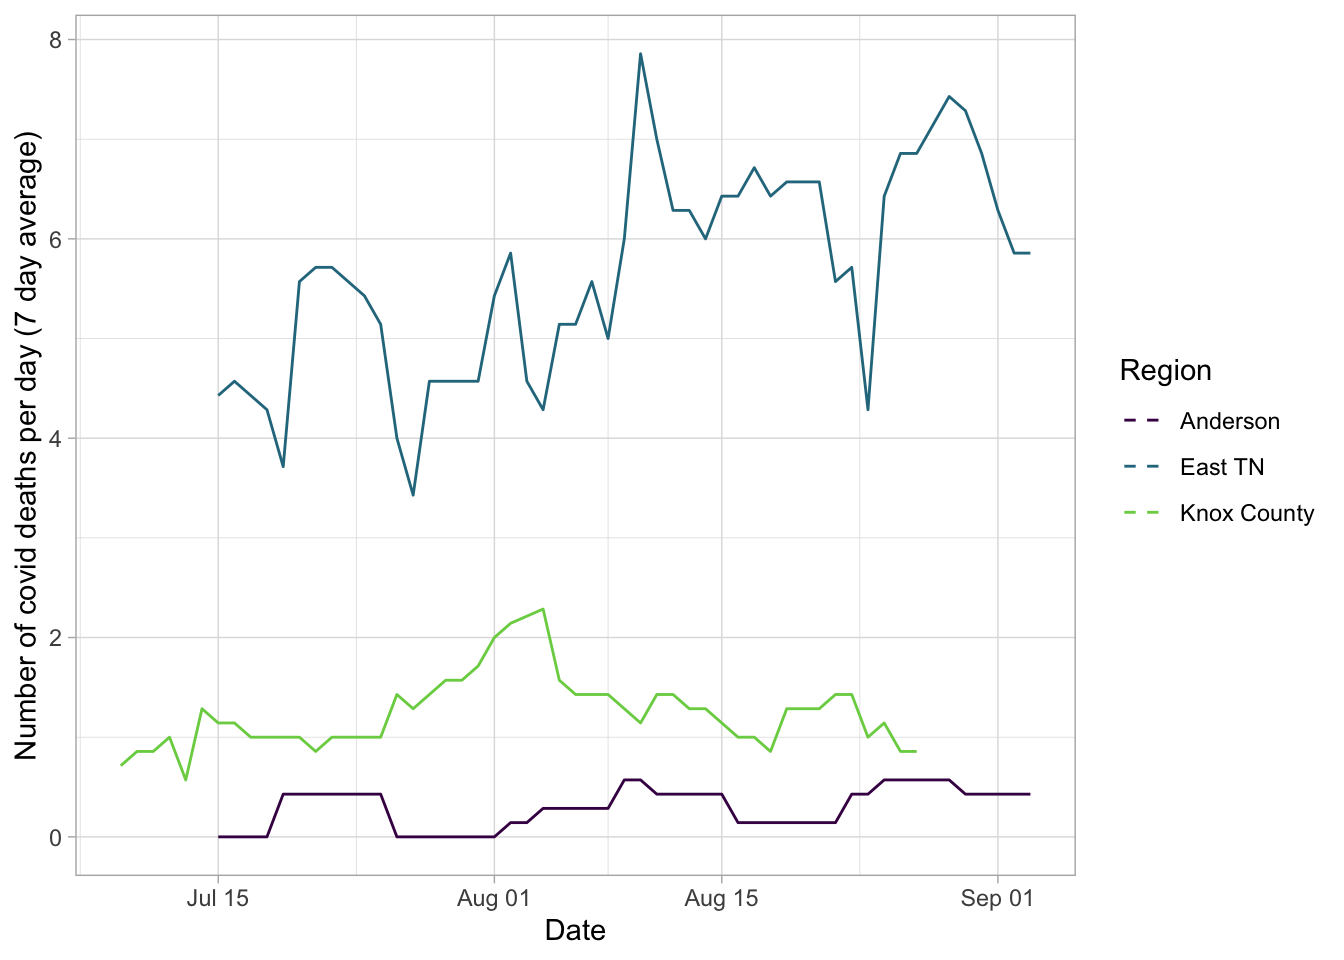 Number of covid deaths per day (7 day average)
8
6
4
2
0
Jul 15
Aug 01
Aug 15
Sep 01
Date
Region
Anderson
East TN
Knox County